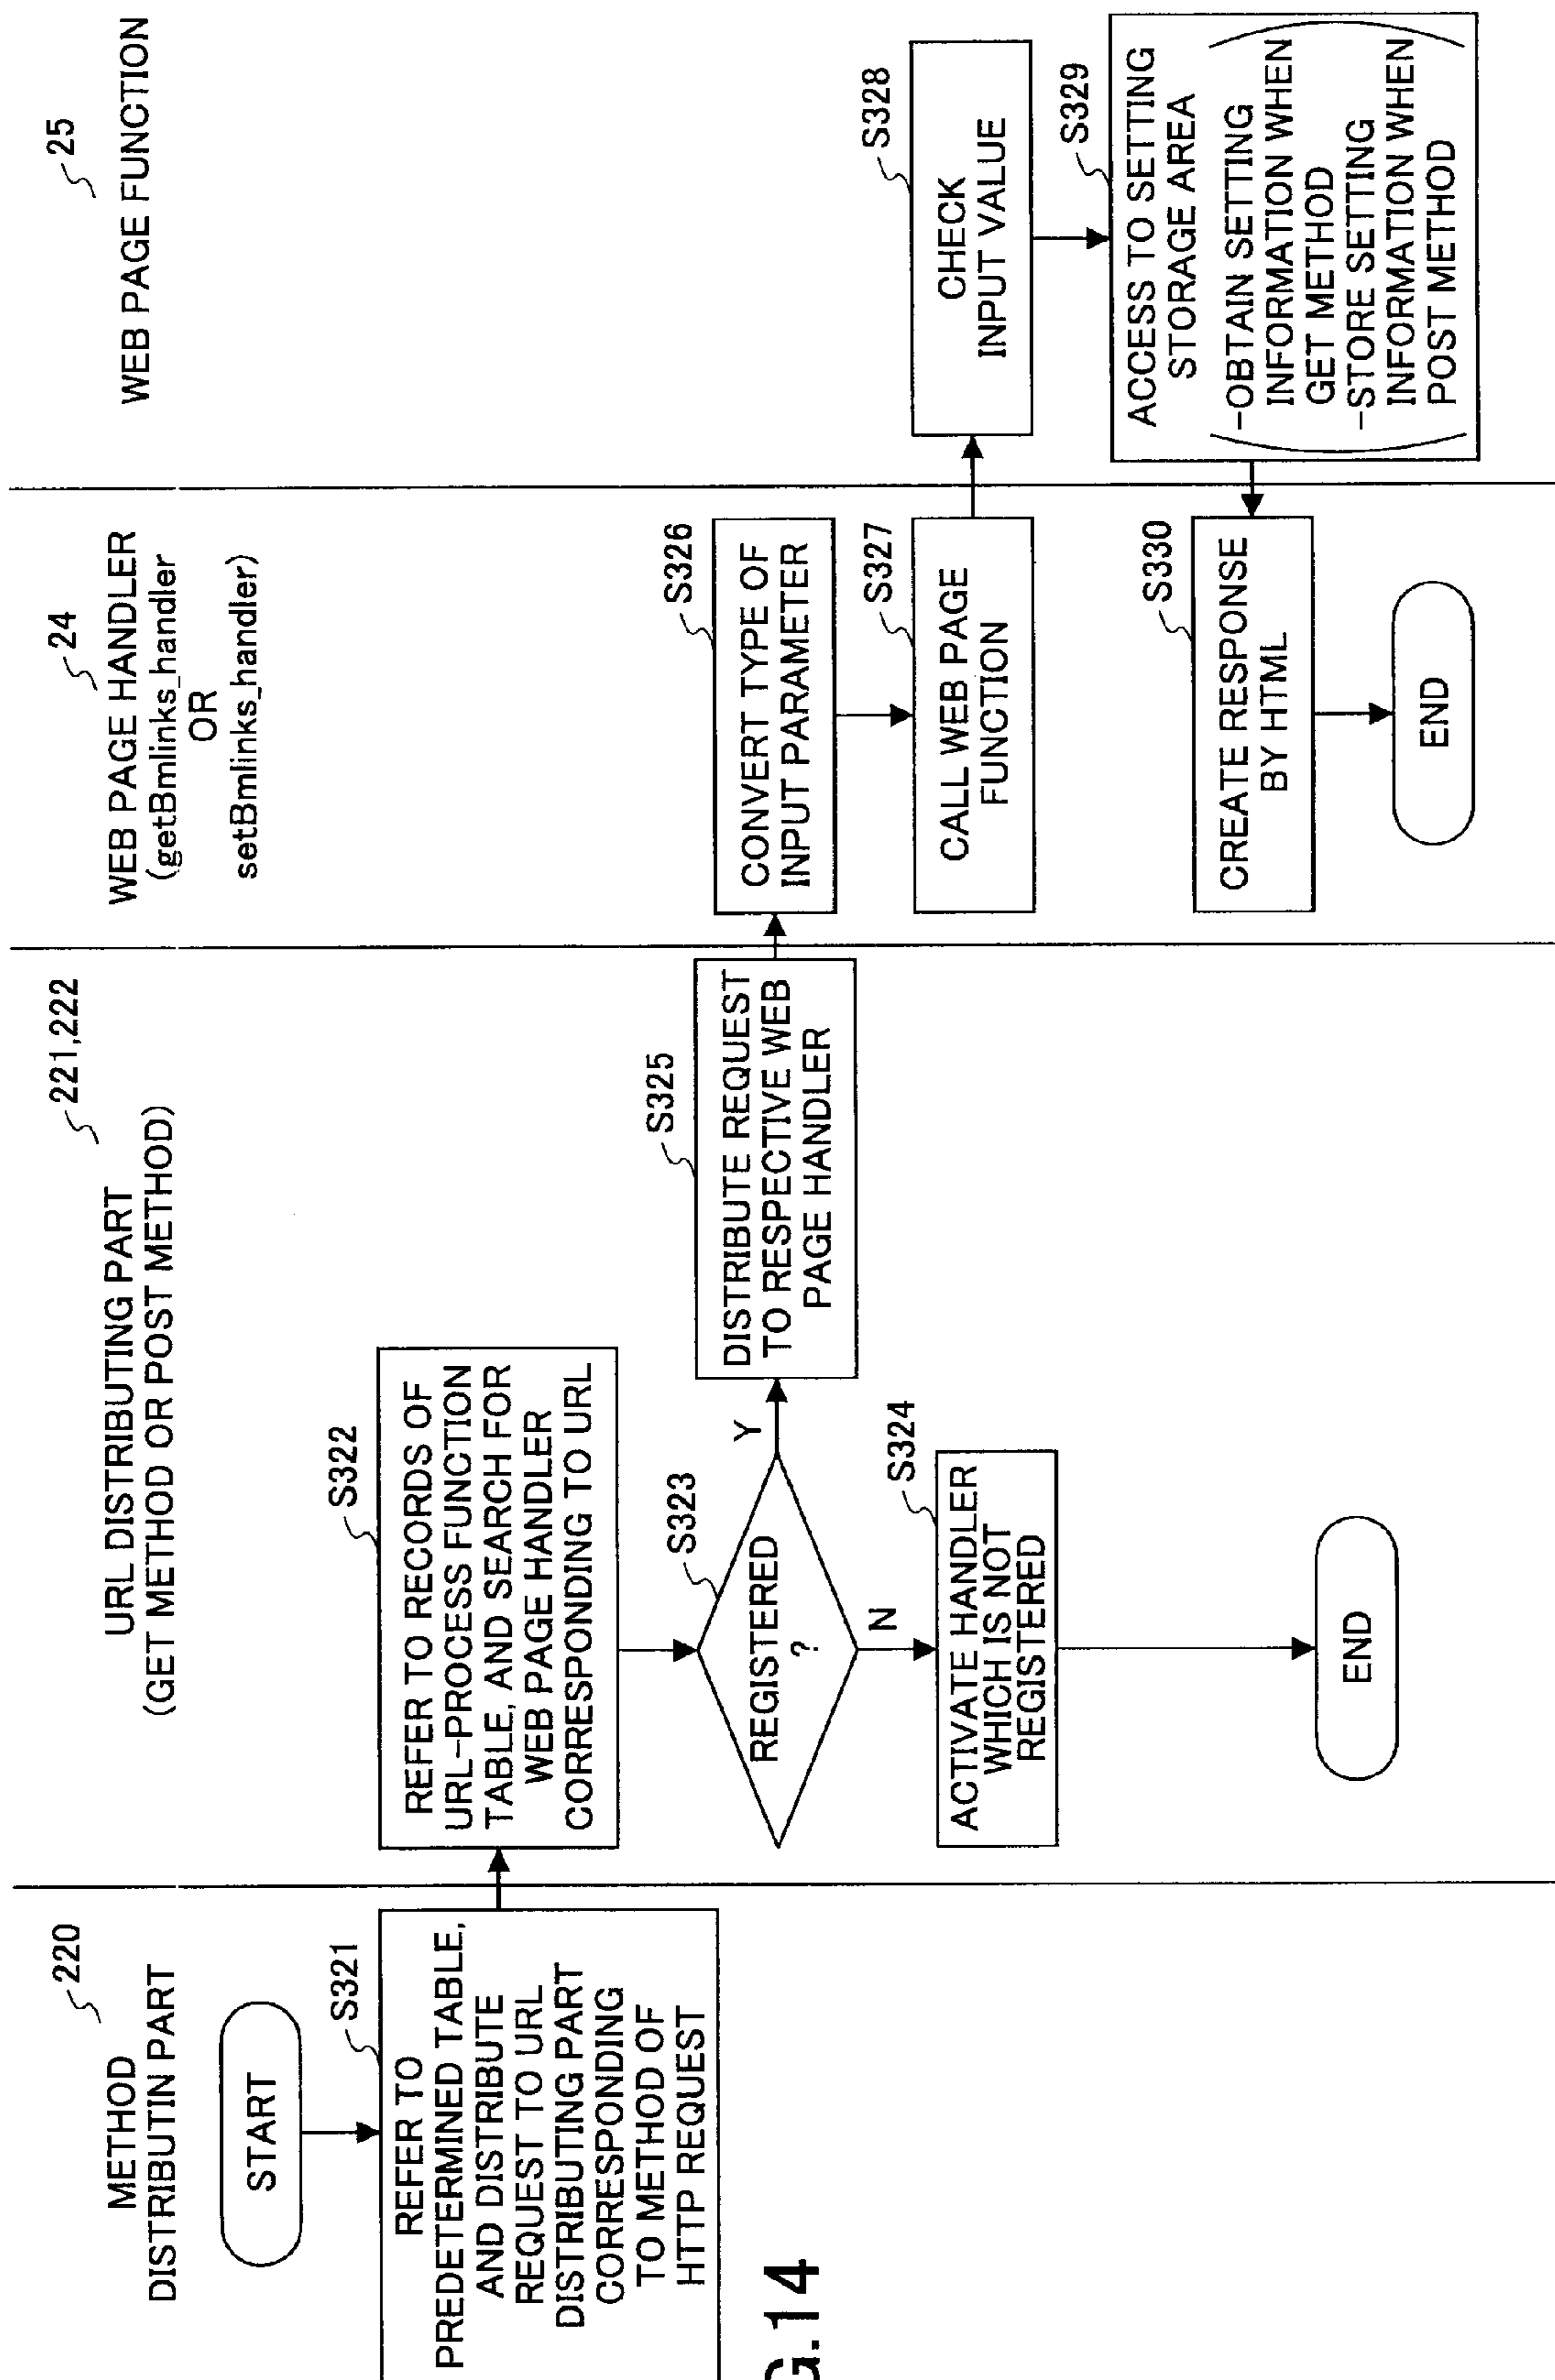 220
METHOD
DISTRIBUTIN PART
START
S321
REFER TO
PREDETERMINED TABLE,
AND DISTRIBUTE
REQUEST TO URL
DISTRIBUTING PART
CORRESPONDING
TO METHOD OF
HTTP REQUEST
221,222
URL DISTRIBUTING PART
(GET METHOD OR POST METHOD)
S322
REFER TO RECORDS OF
URL-PROCESS FUNCTION
TABLE, AND SEARCH FOR
WEB PAGE HANDLER
CORRESPONDING TO URL
S323
REGISTERED
?
Y
N
S324
ACTIVATE HANDLER
WHICH IS NOT
REGISTERED
END
S325
DISTRIBUTE REQUEST
TO RESPECTIVE WEB
PAGE HANDLER
24
WEB PAGE HANDLER
(getBmlinks_handler
OR
setBmlinks_handler)
S326
CONVERT TYPE OF
INPUT PARAMETER
S327
CALL WEB PAGE
FUNCTION
S330
CREATE RESPONSE
BY HTML
END
25
WEB PAGE FUNCTION
S328
CHECK
INPUT VALUE
S329
ACCESS TO SETTING
STORAGE AREA
-OBTAIN SETTING
INFORMATION WHEN
GET METHOD
-STORE SETTING
INFORMATION WHEN
POST METHOD
G.14